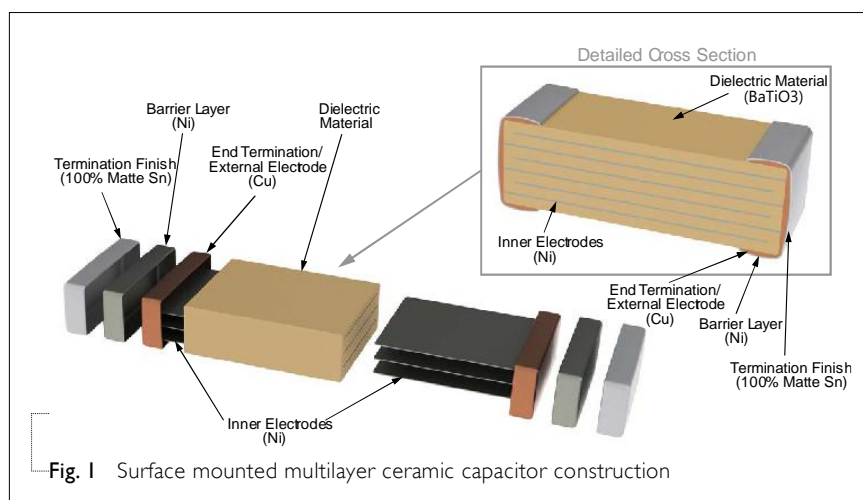 Detailed Cross Section
Dielectric Material
(BaTiO3)
Barrier Layer
(Ni)
Dielectric
Material
Termination Finish
(100% Matte Sn)
End Termination/
External Electrode
(Cu)
Inner Electrodes
(Ni)
End Termination/
External Electrode
(Cu)
Barrier Layer
(Ni)
Termination Finish
(100% Matte Sn)
Inner Electrodes
(Ni)
Fig. 1 Surface mounted multilayer ceramic capacitor construction